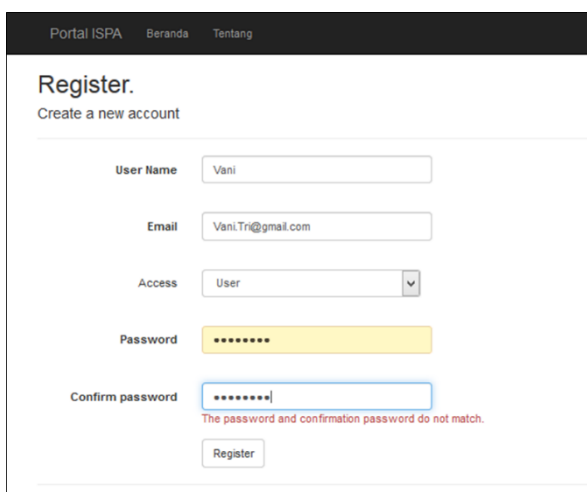 Portal ISPA Beranda Tentang
Register.
Create a new account
User Name Vani
Email Vani.Tri@gmail.com
Access User
Password ••••••••
Confirm password ••••••••
The password and confirmation password do not match.
Register